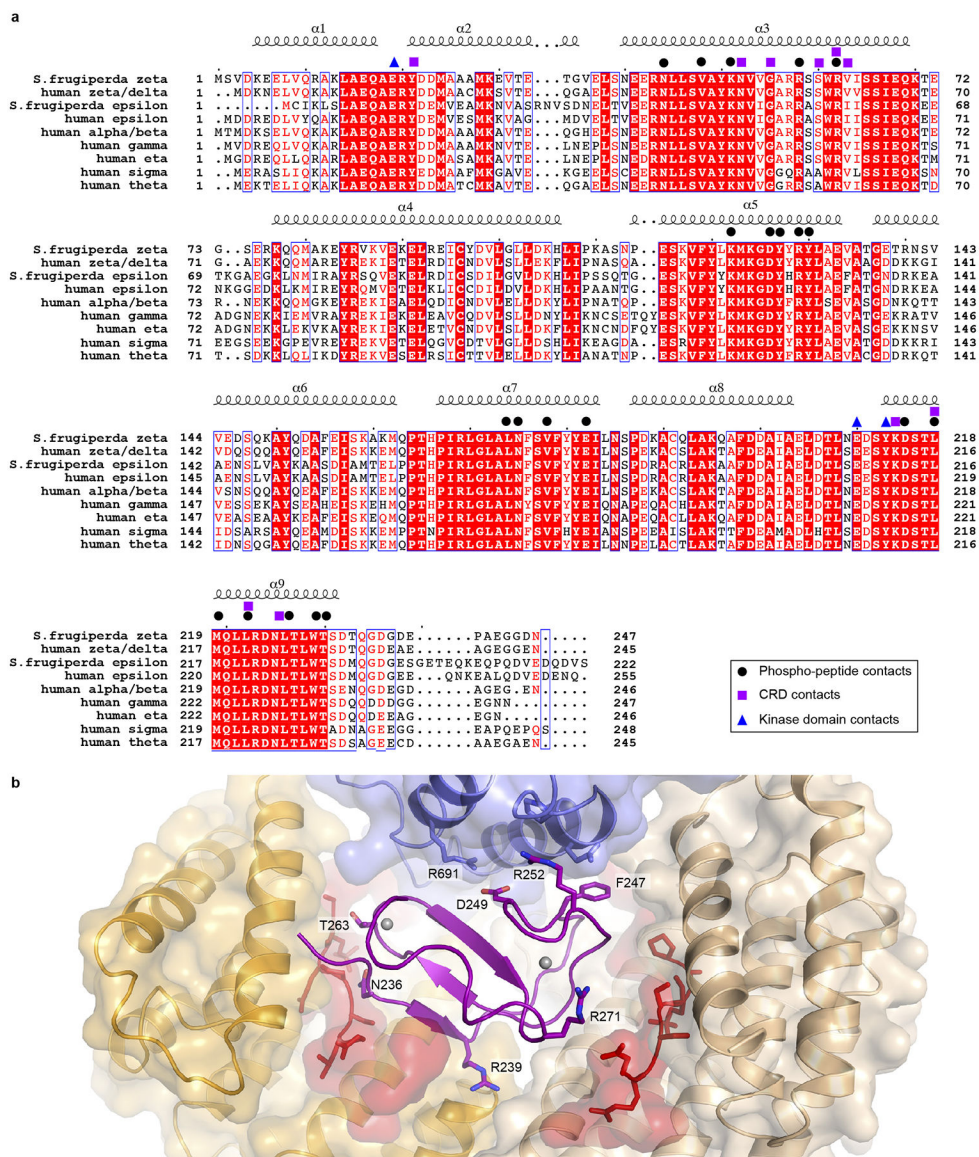 a
α1 α2 α3
S.frugiperda zeta 1 MSVDKEELVQRAKLAEQAERYDDMAAAMKEVTE...TGVELSNEERNLLSVAYKNVVGARRSSWRVISSIEQKTE 72
human zeta/delta 1 ..MDKNELVQKAKLAEQAERYDDMAACMKSVTE...QGAELSNEERNLLSVAYKNVVGARRSSWRVVSSIEQKTE 70
S.frugiperda epsilon 1 .......MCIKLSLAEQAERYDEMVESMKNVASARNVSDNDVELTVEERNLLSVAYKNVIGARRASWRIISSIEQKEE 68
human epsilon 1 .MDDREDLVYQAKLAEQAERYDEMVESMKKVAG...MDVELTVEERNLLSVAYKNVIGARRASWRIISSIEQKEE 71
human alpha/beta 1 MTMDKSELVQKAKLAEQAERYDDMAAAMKAVTE...QGHELSNEERNLLSVAYKNVVGARRSSWRVISSIEQKTE 72
human gamma 1 .MVDREQLVQKARLAEQAERYDDMAAAMKNVTE...LNEPLSNEERNLLSVAYKNVVGARRSSWRVISSIEQKTS 71
human eta 1 .MGDREQLLQRARLAEQAERYDDMASAMKAVTE...LNEPLSNEDRNLLSVAYKNVVGARRSSWRVISSIEQKTM 71
human sigma 1 ..MERASLIQKAKLAEQAERYEDMAAFMKGAVE...KGEELSCEERNLLSVAYKNVVGGQRAAWRVLSSIEQKSN 70
human theta 1 ..MEKTELIQKAKLAEQAERYDDMATCMKAVTE...QGAELSNEERNLLSVAYKNVVGGRRSAWRVISSIEQKTD 70
α4 α5
S.frugiperda zeta 73 G..SERKQQMAKEYRVKVEKELREICYDVLGLLDKHLIPKASNP..ESKVFYLKMKGDYYRYLAEVATGETRNSV 143
human zeta/delta 71 G..AEKKQQMAREYREKIETELRDICNDVLSLLEKFLIPNASQA..ESKVFYLKMKGDYYRYLAEVAAGDDKKGI 141
S.frugiperda epsilon 69 TKGAEGKLNMIRAYRSQVEKELRDICSDILGVLDKHLIPSSQTG..ESKVFYYKMKGDYHRYLAEFATGNDRKEA 141
human epsilon 72 NKGGEDKLKMIREYRQMVETELKLICCDILDVLDKHLIPAANTG..ESKVFYYKMKGDYHRYLAEFATGNDRKEA 144
human alpha/beta 73 R..NEKKQQMGKEYREKIEAELQDICNDVLELLDKYLIPNATQP..ESKVFYLKMKGDYFRYLSEVASGDNKQTT 143
human gamma 72 ADGNEKKIEMVRAYREKIEKELEAVCQDVLSLLDNYLIKNCSETQYESKVFYLKMKGDYYRYLAEVATGEKRATV 146
human eta 72 ADGNEKKLEKVKAYREKIEKELETVCNDVLSLLDKFLIKNCNDFQYESKVFYLKMKGDYYRYLAEVASGEKKNSV 146
human sigma 71 EEGSEEKGPEVREYREKVETELQGVCDTVLGLLDSHLIKEAGDA..ESRVFYLKMKGDYYRYLAEVATGDDKKRI 143
human theta 71 T..SDKKLQLIKDYREKVESELRSICTTVLELLDKYLIANATNP..ESKVFYLKMKGDYFRYLAEVACGDDRKQT 141
α6 α7 α8
S.frugiperda zeta 144 VEDSQKAYQDAFEISKAKMQPTHPIRLGLALNFSVFYYEILNSPDKACQLAKQAFDDAIAELDTLNEDSYKDSTL 218
human zeta/delta 142 VDQSQQAYQEAFEISKKEMQPTHPIRLGLALNFSVFYYEILNSPEKACSLAKTAFDEAIAELDTLSEESYKDSTL 216
S.frugiperda epsilon 142 AENSLVAYKAASDIAMTELPPTHPIRLGLALNFSVFYYEILNSPDRACRLAKAAFDDAIAELDTLSEESYKDSTL 216
human epsilon 145 AENSLVAYKAASDIAMTELPPTHPIRLGLALNFSVFYYEILNSPDRACRLAKAAFDDAIAELDTLSEESYKDSTL 219
human alpha/beta 144 VSNSQQAYQEAFEISKKEMQPTHPIRLGLALNFSVFYYEILNSPEKACSLAKTAFDEAIAELDTLNEESYKDSTL 218
human gamma 147 VESSEKAYSEAHEISKEHMQPTHPIRLGLALNYSVFYYEIQNAPEQACHLAKTAFDDAIAELDTLNEDSYKDSTL 221
human eta 147 VEASEAAYKEAFEISKEQMQPTHPIRLGLALNFSVFYYEIQNAPEQACLLAKQAFDDAIAELDTLNEDSYKDSTL 221
human sigma 144 IDSARSAYQEAMDISKKEMPPTNPIRLGLALNFSVFHYEIANSPEEAISLAKTTFDEAMADLHTLSEDSYKDSTL 218
human theta 142 IDNSQGAYQEAFDISKKEMQPTHPIRLGLALNFSVFYYEILNNPELACTLAKTAFDEAIAELDTLNEDSYKDSTL 216
α9
S.frugiperda zeta 219 MQLLRDNLTLWTSDTQGDGDE......PAEGGDN..... 247
human zeta/delta 217 MQLLRDNLTLWTSDTQGDEAE......AGEGGEN..... 245
S.frugiperda epsilon 217 MQLLRDNLTLWTSDMQGDGESGETEQKEQPQDVEDQDVS 222
human epsilon 220 MQLLRDNLTLWTSDMQGDGEE...QNKEALQDVEDENQ. 255
human alpha/beta 219 MQLLRDNLTLWTSENQGDEGD......AGEG.EN..... 246
human gamma 222 MQLLRDNLTLWTSDQQDDDGG......EGNN........ 247
human eta 222 MQLLRDNLTLWTSDQQDEEAG......EGN......... 246
human sigma 219 MQLLRDNLTLWTADNAGEEGG......EAPQEPQS.... 248
human theta 217 MQLLRDNLTLWTSDSAGEECD......AAEGAEN..... 245
Phospho-peptide contacts
CRD contacts
Kinase domain contacts
b
R691
R252
F247
D249
T263
N236
R271
R239